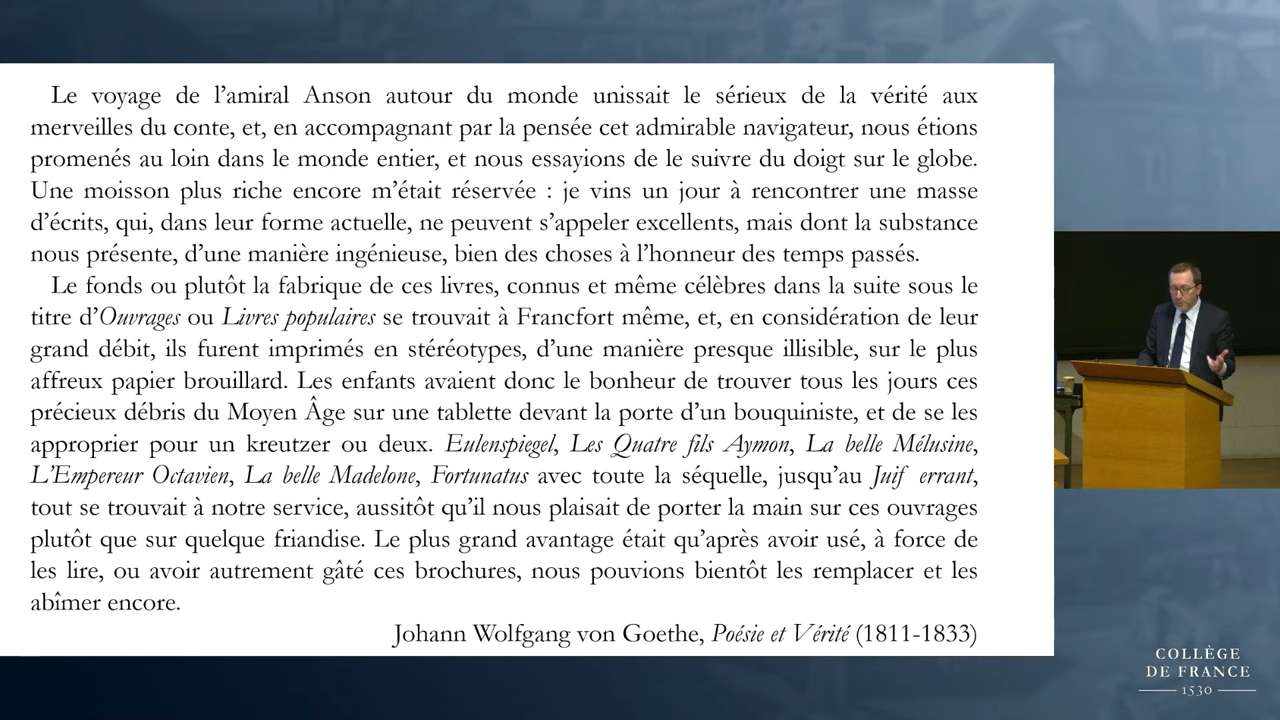 Le voyage de l’amiral Anson autour du monde unissait le sérieux de la vérité aux
merveilles du conte, et, en accompagnant par la pensée cet admirable navigateur, nous étions
promenés au loin dans le monde entier, et nous essayions de le suivre du doigt sur le globe.
Une moisson plus riche encore m’était réservée : je vins un jour à rencontrer une masse
d’écrits, qui, dans leur forme actuelle, ne peuvent s’appeler excellents, mais dont la substance
nous présente, d’une manière ingénieuse, bien des choses à l’honneur des temps passés.
Le fonds ou plutôt la fabrique de ces livres, connus et même célèbres dans la suite sous le
titre d’Ouvrages ou Livres populaires se trouvait à Francfort même, et, en considération de leur
grand débit, ils furent imprimés en stéréotypes, d’une manière presque illisible, sur le plus
affreux papier brouillard. Les enfants avaient donc le bonheur de trouver tous les jours ces
précieux débris du Moyen Âge sur une tablette devant la porte d’un bouquiniste, et de se les
approprier pour un kreutzer ou deux. Eulenspiegel, Les Quatre fils Aymon, La belle Mélusine,
L’Empereur Octavien, La belle Madelone, Fortunatus avec toute la séquelle, jusqu’au Juif errant,
tout se trouvait à notre service, aussitôt qu’il nous plaisait de porter la main sur ces ouvrages
plutôt que sur quelque friandise. Le plus grand avantage était qu’après avoir usé, à force de
les lire, ou avoir autrement gâté ces brochures, nous pouvions bientôt les remplacer et les
abîmer encore.
Johann Wolfgang von Goethe, Poésie et Vérité (1811-1833)
COLLÈGE
DE FRANCE
1530